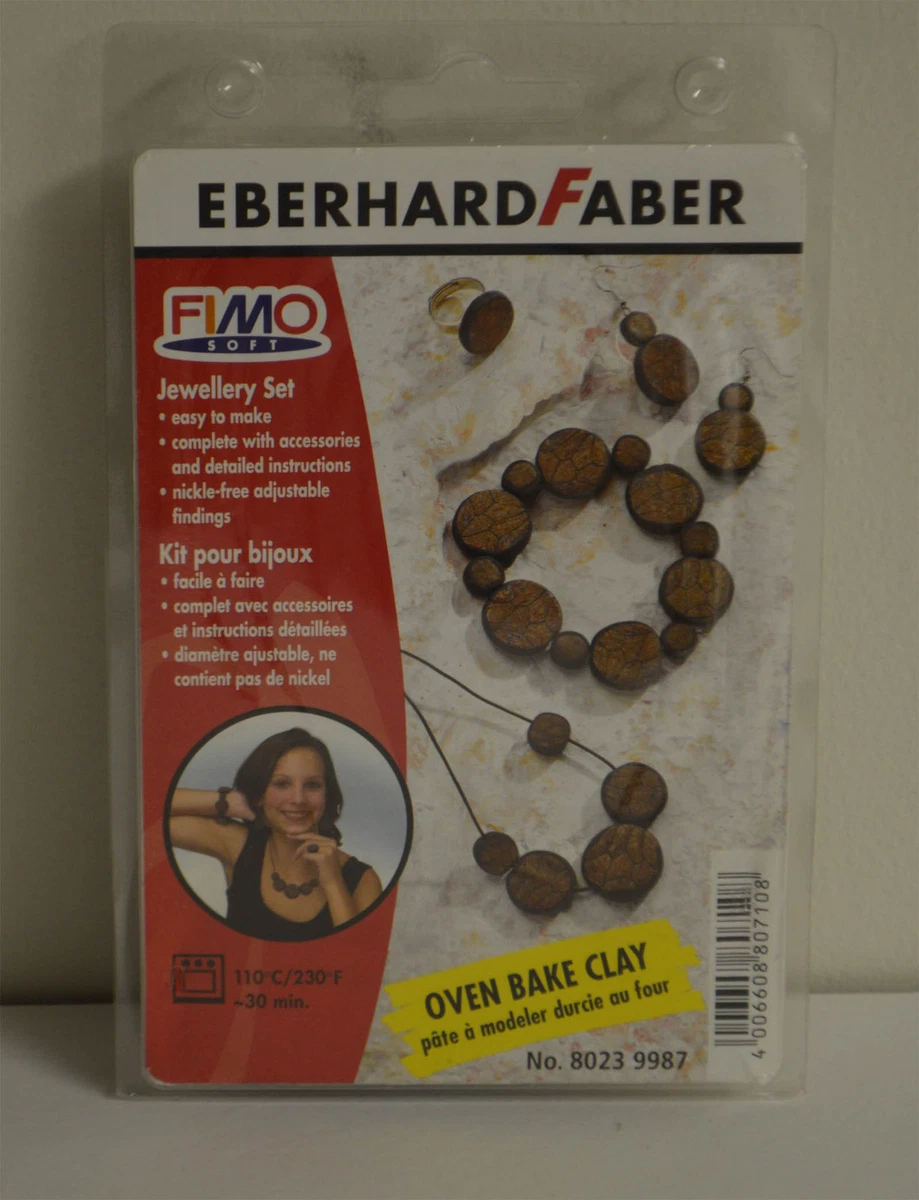 EBERHARDFABER
FIMO
SOFT
Jewellery Set
• easy to make
• complete with accessories
and detailed instructions
• nickle-free adjustable
findings
Kit pour bijoux
• facile à faire
• complet avec accessoires
et instructions détaillées
• diamètre ajustable, ne
contient pas de nickel
110°C/230°F
~30 min.
OVEN BAKE CLAY
pâte à modeler durcie au four
No. 8023 9987
4 006608 807108